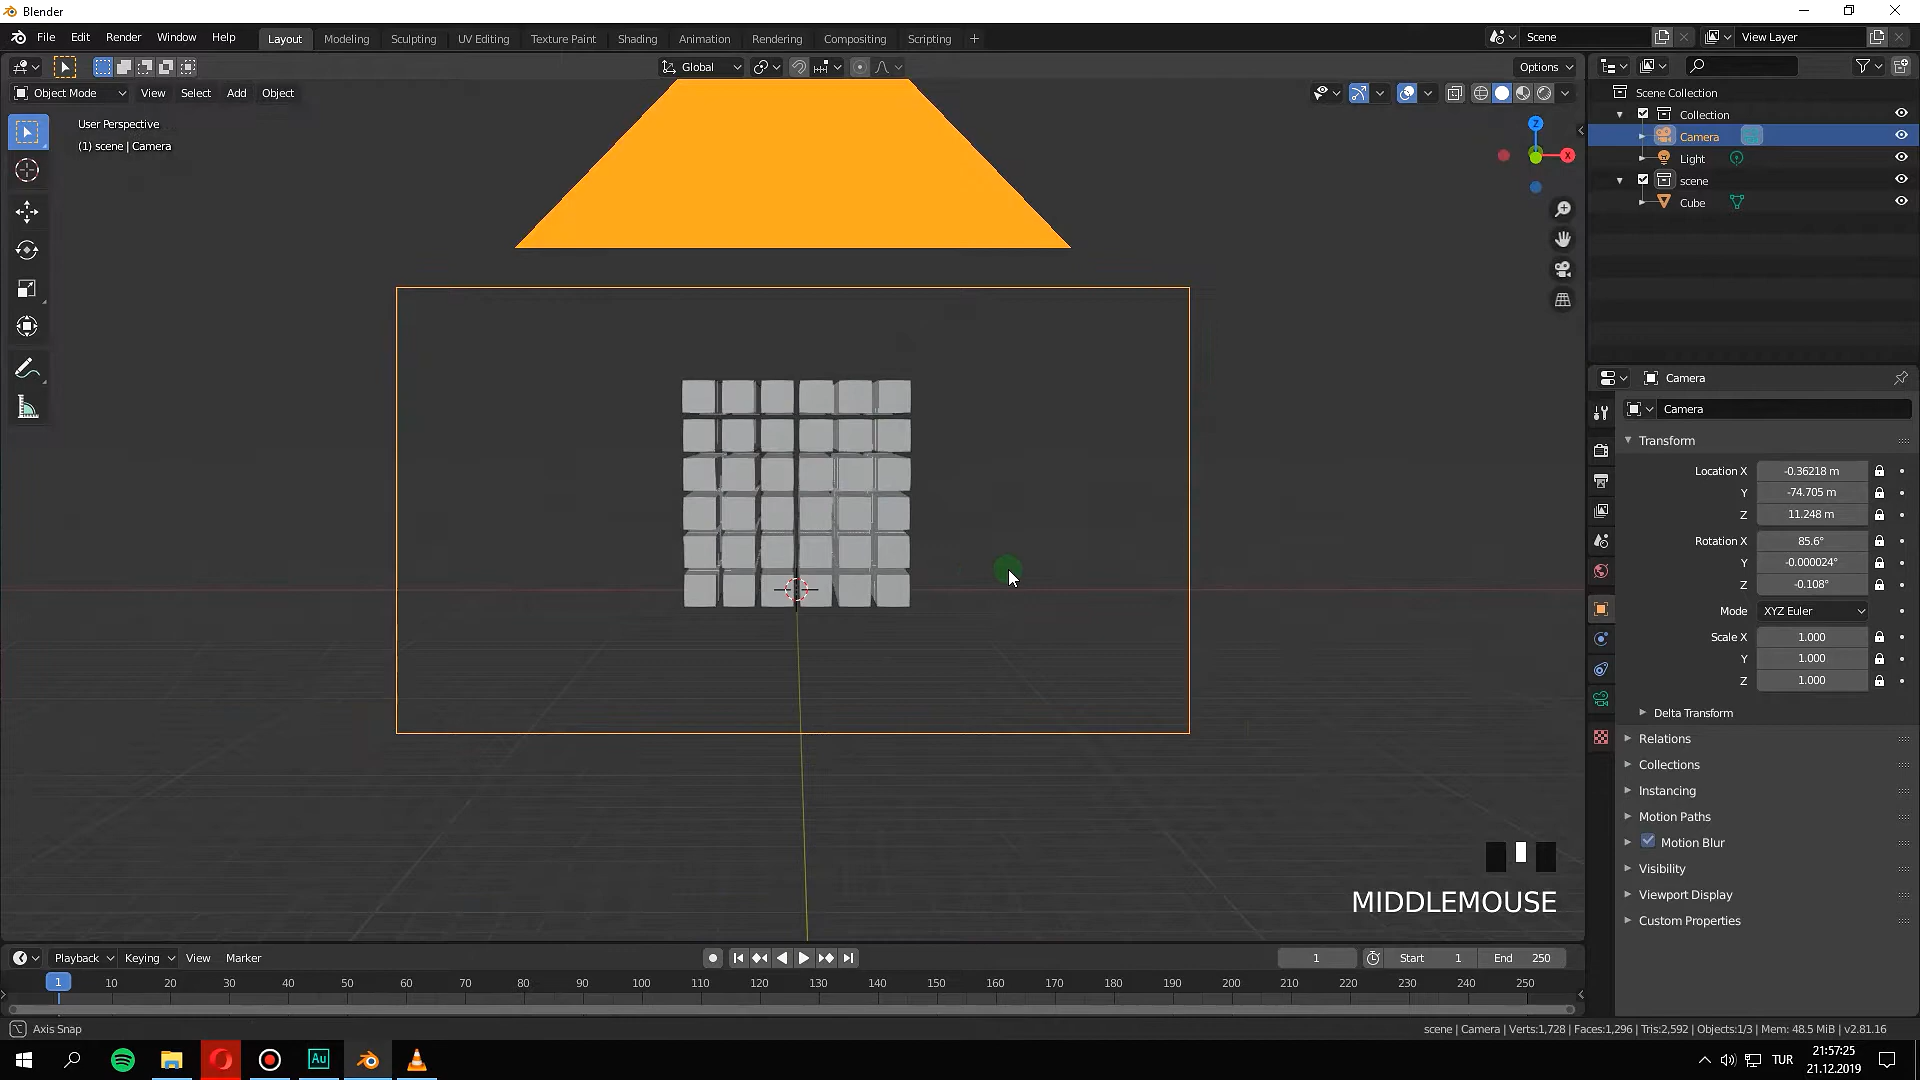 Blender
File Edit Render Window Help Layout Modeling Sculpting UV Editing Texture Paint Shading Animation Rendering Compositing Scripting + Scene View Layer
Global Options
Object Mode View Select Add Object
User Perspective
(1) scene | Camera
Z
X
Scene Collection
Collection
Camera
Light
scene
Cube
Camera
Camera
Transform
Location X -0.36218 m
Y -74.705 m
Z 11.248 m
Rotation X 85.6°
Y -0.000024°
Z -0.108°
Mode XYZ Euler
Scale X 1.000
Y 1.000
Z 1.000
Delta Transform
Relations
Collections
Instancing
Motion Paths
Motion Blur
Visibility
Viewport Display
Custom Properties
MIDDLEMOUSE
Playback Keying View Marker 1 Start 1 End 250
1 10 20 30 40 50 60 70 80 90 100 110 120 130 140 150 160 170 180 190 200 210 220 230 240 250
Axis Snap
scene | Camera | Verts:1,728 | Faces:1,296 | Tris:2,592 | Objects:1/3 | Mem: 48.5 MiB | v2.81.16
Au
TUR
21:57:25
21.12.2019